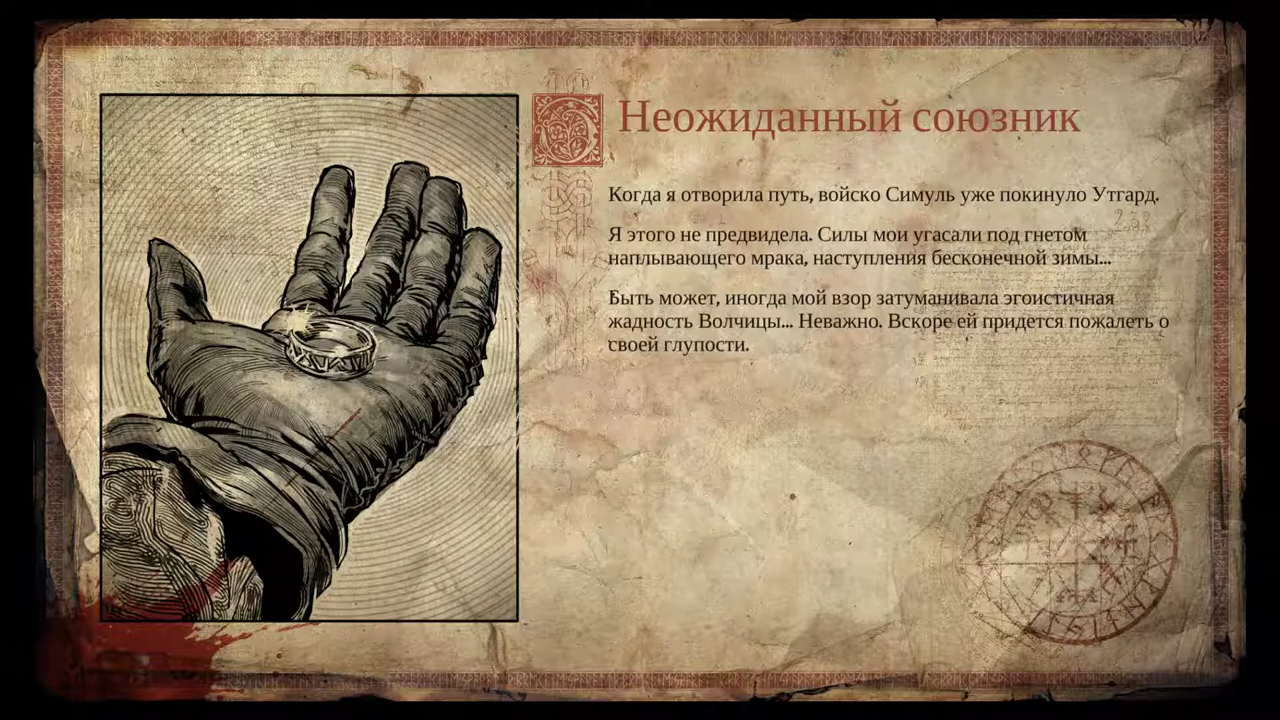 Неожиданный союзник
Когда я отворила путь, войско Симуль уже покинуло Утгард.
Я этого не предвидела. Силы мои угасали под гнетом
наплывающего мрака, наступления бесконечной зимы...
Быть может, иногда мой взор затуманивала эгоистичная
жадность Волчицы... Неважно. Вскоре ей придется пожалеть о
своей глупости.